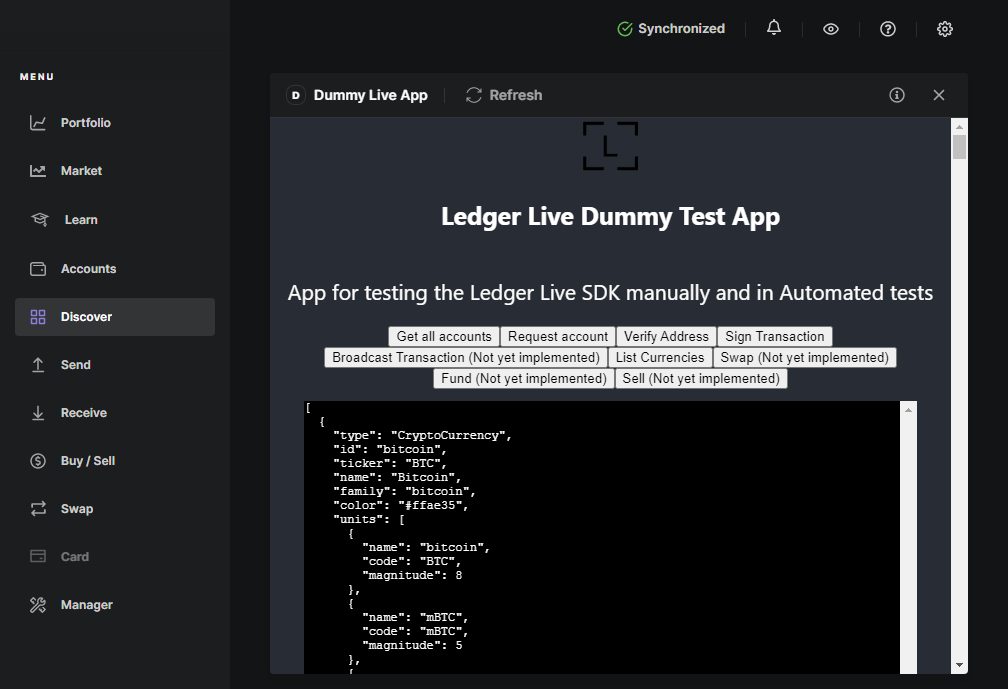 Synchronized
MENU
Portfolio
Market
Learn
Accounts
Discover
Send
Receive
Buy / Sell
Swap
Card
Manager
D Dummy Live App Refresh
L
Ledger Live Dummy Test App
App for testing the Ledger Live SDK manually and in Automated tests
Get all accounts Request account Verify Address Sign Transaction
Broadcast Transaction (Not yet implemented) List Currencies Swap (Not yet implemented)
Fund (Not yet implemented) Sell (Not yet implemented)
[
  {
    "type": "CryptoCurrency",
    "id": "bitcoin",
    "ticker": "BTC",
    "name": "Bitcoin",
    "family": "bitcoin",
    "color": "#ffae35",
    "units": [
      {
        "name": "bitcoin",
        "code": "BTC",
        "magnitude": 8
      },
      {
        "name": "mBTC",
        "code": "mBTC",
        "magnitude": 5
      },